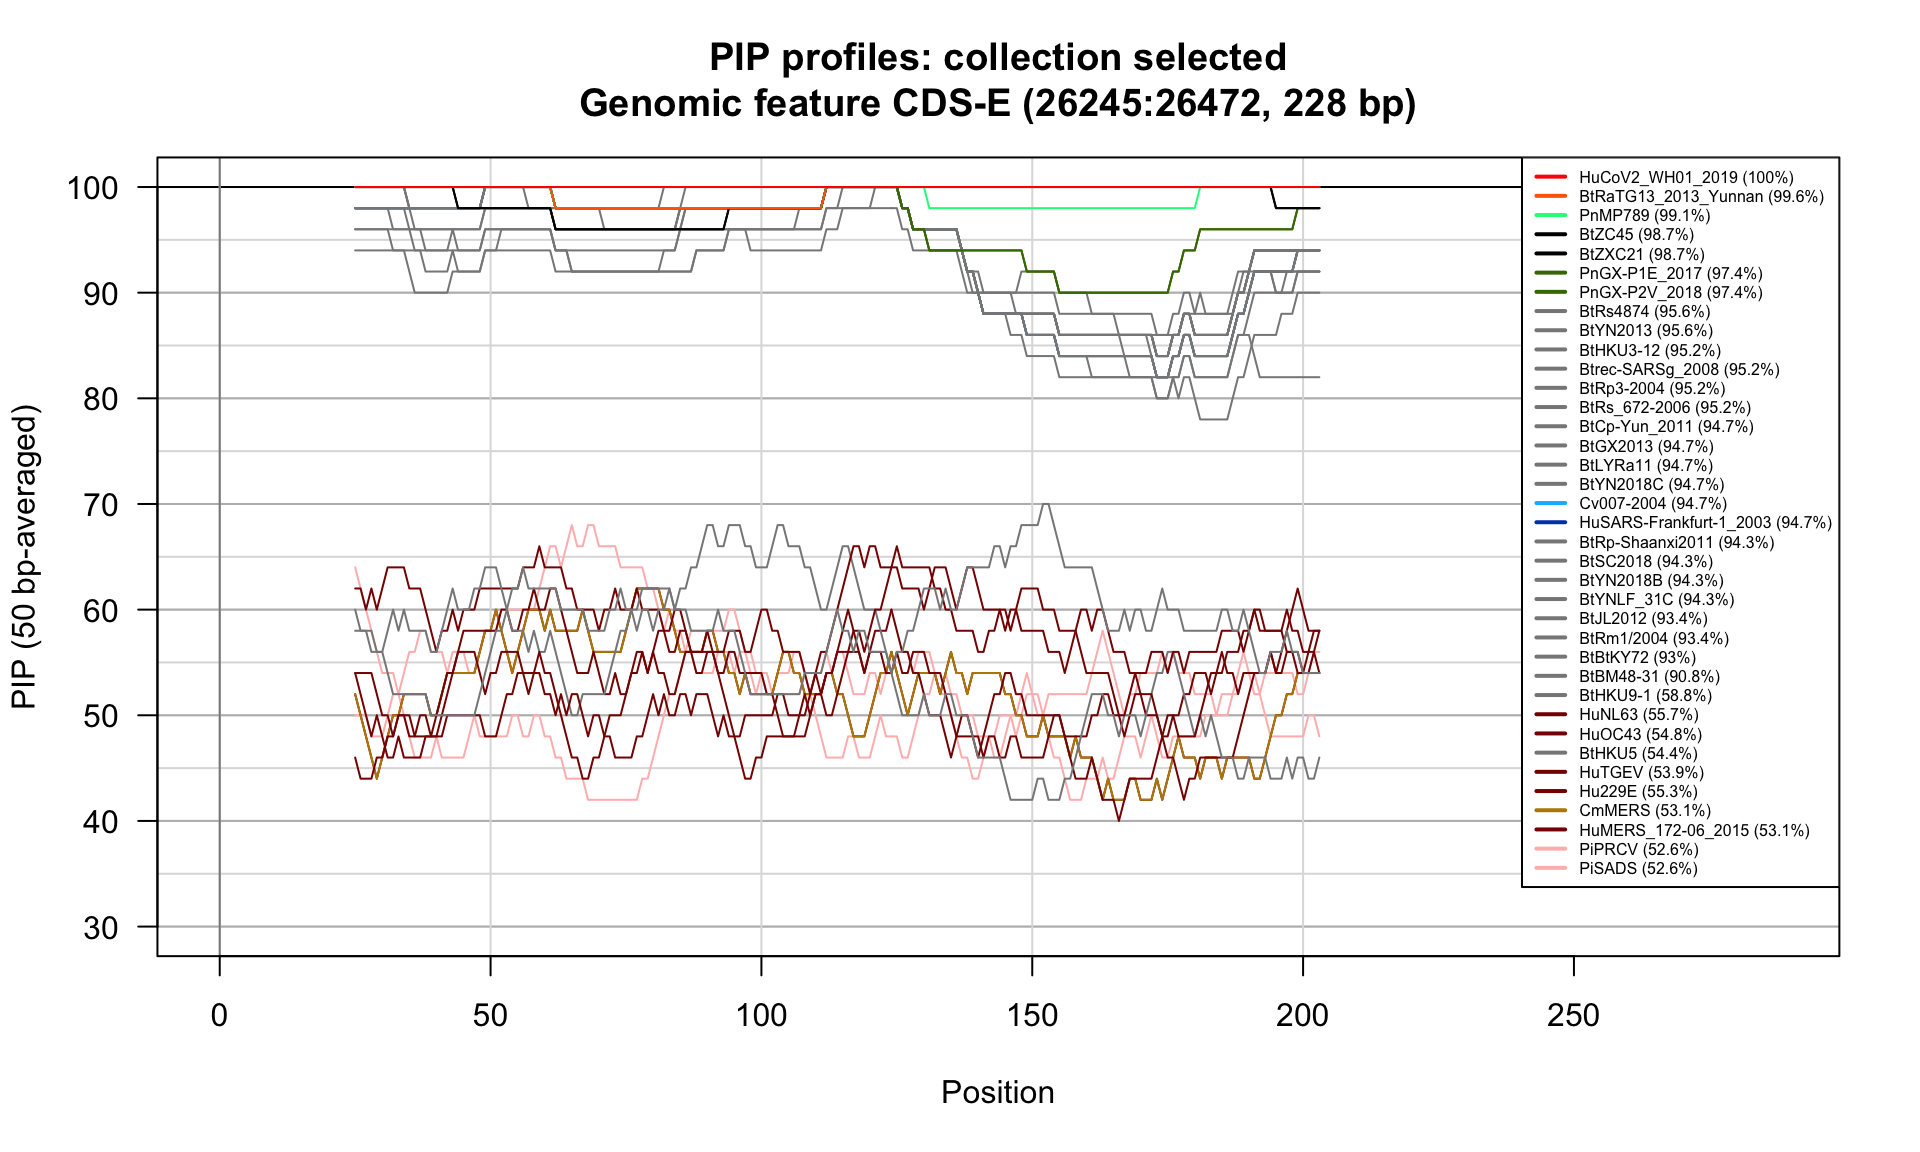 PIP profiles: collection selected
Genomic feature CDS-E (26245:26472, 228 bp)
PIP (50 bp-averaged)
100
90
80
70
60
50
40
30
0
50
100
150
200
250
Position
HuCoV2_WH01_2019 (100%)
BtRaTG13_2013_Yunnan (99.6%)
PnMP789 (99.1%)
BtZC45 (98.7%)
BtZXC21 (98.7%)
PnGX-P1E_2017 (97.4%)
PnGX-P2V_2018 (97.4%)
BtRs4874 (95.6%)
BtYN2013 (95.6%)
BtHKU3-12 (95.2%)
Btrec-SARSg_2008 (95.2%)
BtRp3-2004 (95.2%)
BtRs_672-2006 (95.2%)
BtCp-Yun_2011 (94.7%)
BtGX2013 (94.7%)
BtLYRa11 (94.7%)
BtYN2018C (94.7%)
Cv007-2004 (94.7%)
HuSARS-Frankfurt-1_2003 (94.7%)
BtRp-Shaanxi2011 (94.3%)
BtSC2018 (94.3%)
BtYN2018B (94.3%)
BtYNLF_31C (94.3%)
BtJL2012 (93.4%)
BtRm1/2004 (93.4%)
BtBtKY72 (93%)
BtBM48-31 (90.8%)
BtHKU9-1 (58.8%)
HuNL63 (55.7%)
HuOC43 (54.8%)
BtHKU5 (54.4%)
HuTGEV (53.9%)
Hu229E (55.3%)
CmMERS (53.1%)
HuMERS_172-06_2015 (53.1%)
PiPRCV (52.6%)
PiSADS (52.6%)